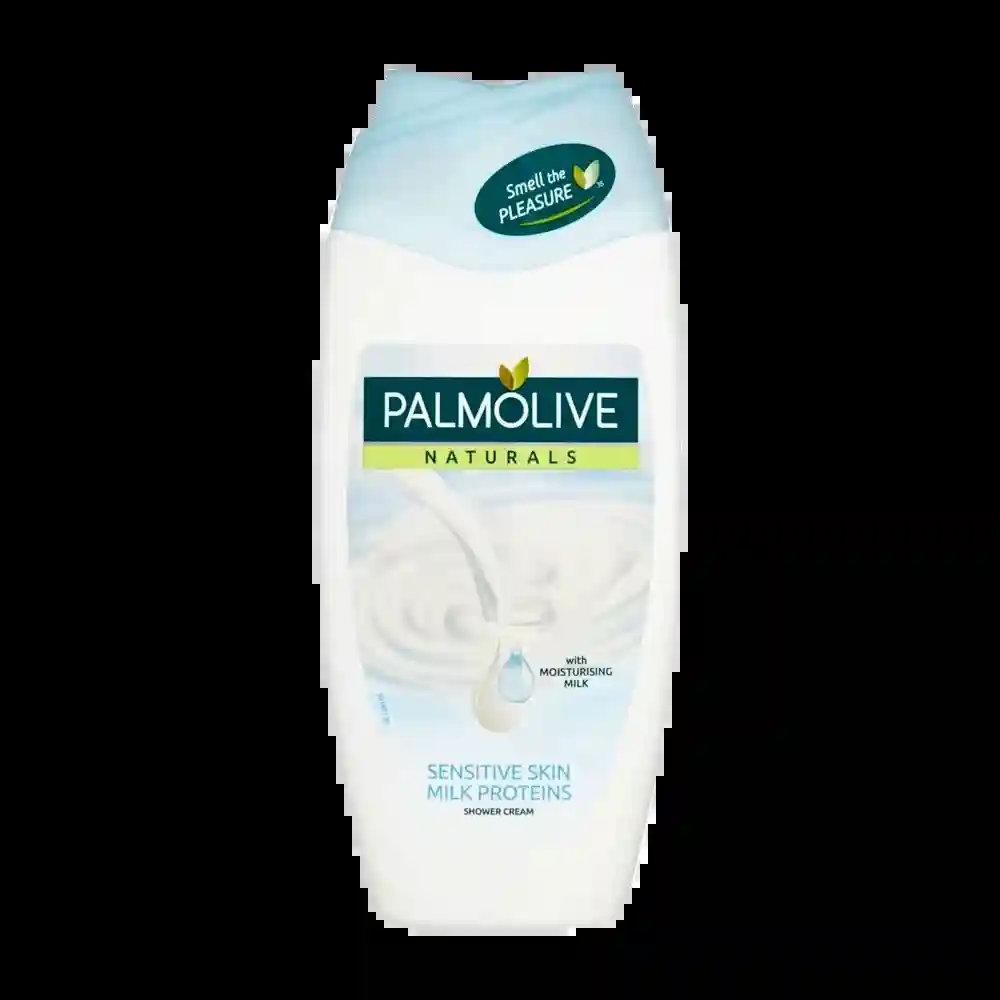 Smell the
PLEASURE
PALMOLIVE
NATURALS
with
MOISTURISING
MILK
SENSITIVE SKIN
MILK PROTEINS
SHOWER CREAM